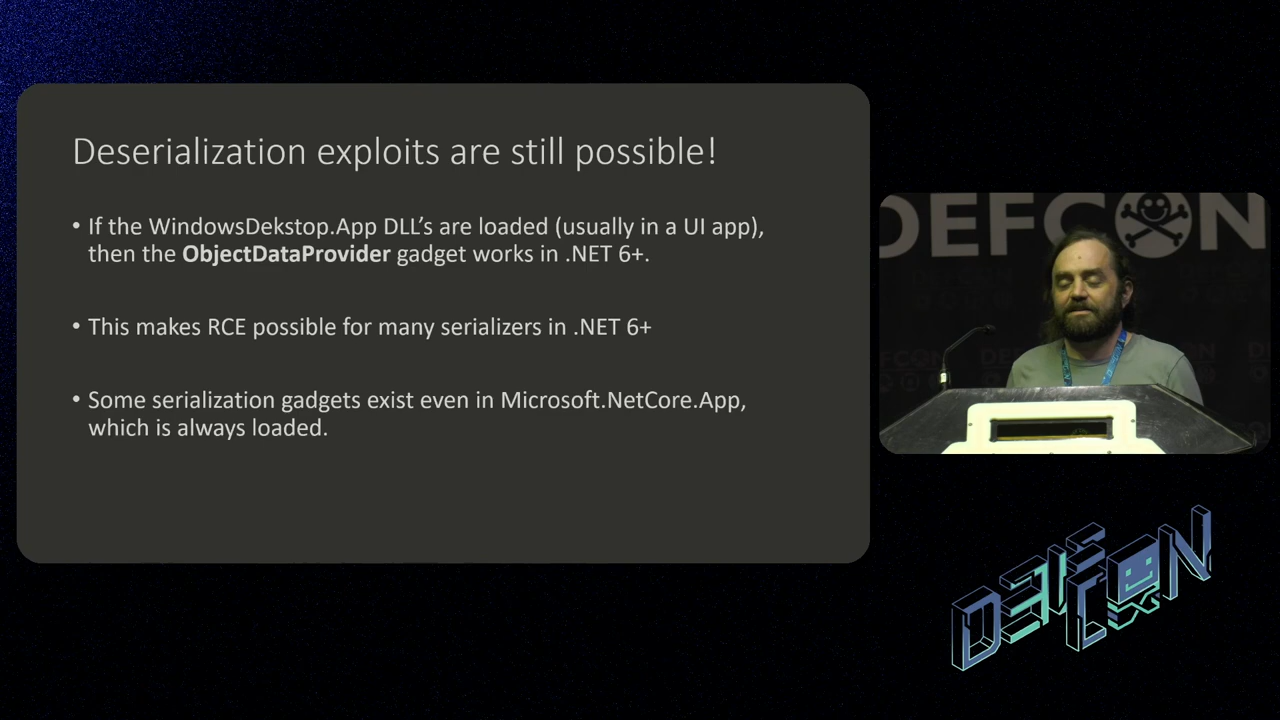 Deserialization exploits are still possible!
• If the WindowsDekstop.App DLL’s are loaded (usually in a UI app),
then the ObjectDataProvider gadget works in .NET 6+.
• This makes RCE possible for many serializers in .NET 6+
• Some serialization gadgets exist even in Microsoft.NetCore.App,
which is always loaded.
DEFCON
DEFCON